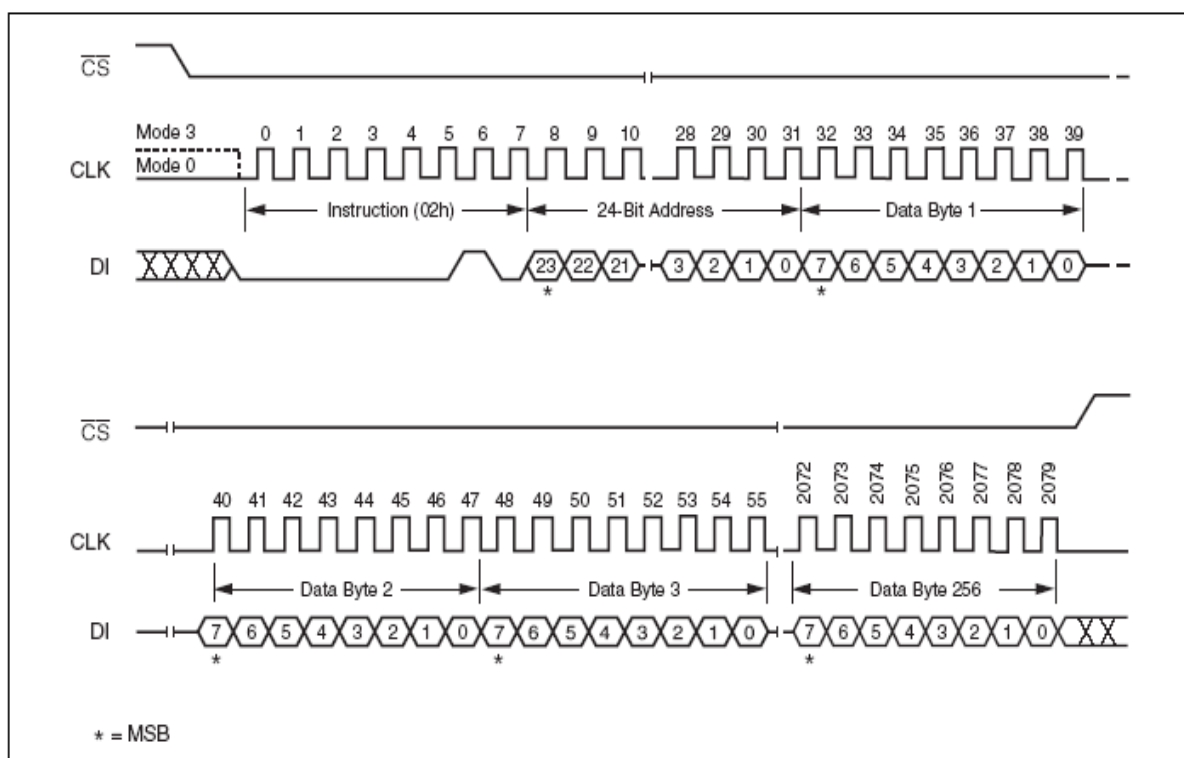 CS
Mode 3
0 1 2 3 4 5 6 7 8 9 10 28 29 30 31 32 33 34 35 36 37 38 39
Mode 0
CLK
Instruction (02h) 24-Bit Address Data Byte 1
DI 23 22 21 3 2 1 0 7 6 5 4 3 2 1 0
* *
CS
2072 2073 2074 2075 2076 2077 2078 2079
40 41 42 43 44 45 46 47 48 49 50 51 52 53 54 55
CLK
Data Byte 2 Data Byte 3 Data Byte 256
DI 7 6 5 4 3 2 1 0 7 6 5 4 3 2 1 0 7 6 5 4 3 2 1 0
* * *
* = MSB